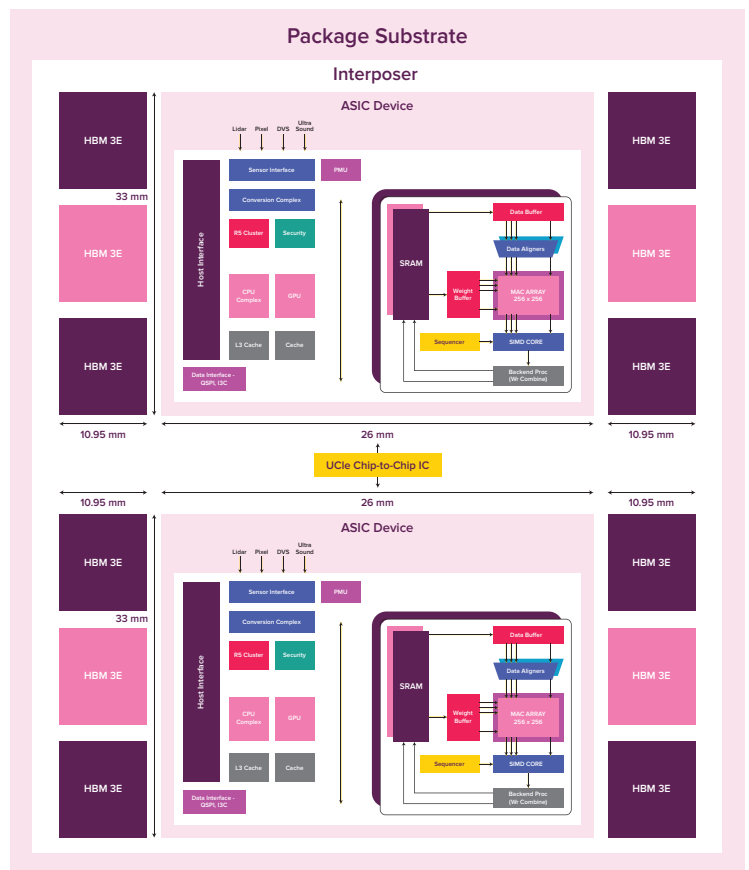 Package Substrate
Interposer
ASIC Device
HBM 3E
HBM 3E
HBM 3E
33 mm
Lidar Pixel DVS Ultra
Sound
Host Interface
Sensor Interface
PMU
Conversion Complex
R5 Cluster
Security
CPU
Complex
GPU
L3 Cache
Cache
Data Interface -
QSPI, I3C
SRAM
Data Buffer
Data Aligners
Weight
Buffer
MAC ARRAY
256 x 256
Sequencer
SIMD CORE
Backend Proc
(Wr Combine)
HBM 3E
HBM 3E
HBM 3E
10.95 mm
26 mm
10.95 mm
UCIe Chip-to-Chip IC
10.95 mm
26 mm
10.95 mm
ASIC Device
HBM 3E
HBM 3E
HBM 3E
33 mm
Lidar Pixel DVS Ultra
Sound
Host Interface
Sensor Interface
PMU
Conversion Complex
R5 Cluster
Security
CPU
Complex
GPU
L3 Cache
Cache
Data Interface -
QSPI, I3C
SRAM
Data Buffer
Data Aligners
Weight
Buffer
MAC ARRAY
256 x 256
Sequencer
SIMD CORE
Backend Proc
(Wr Combine)
HBM 3E
HBM 3E
HBM 3E